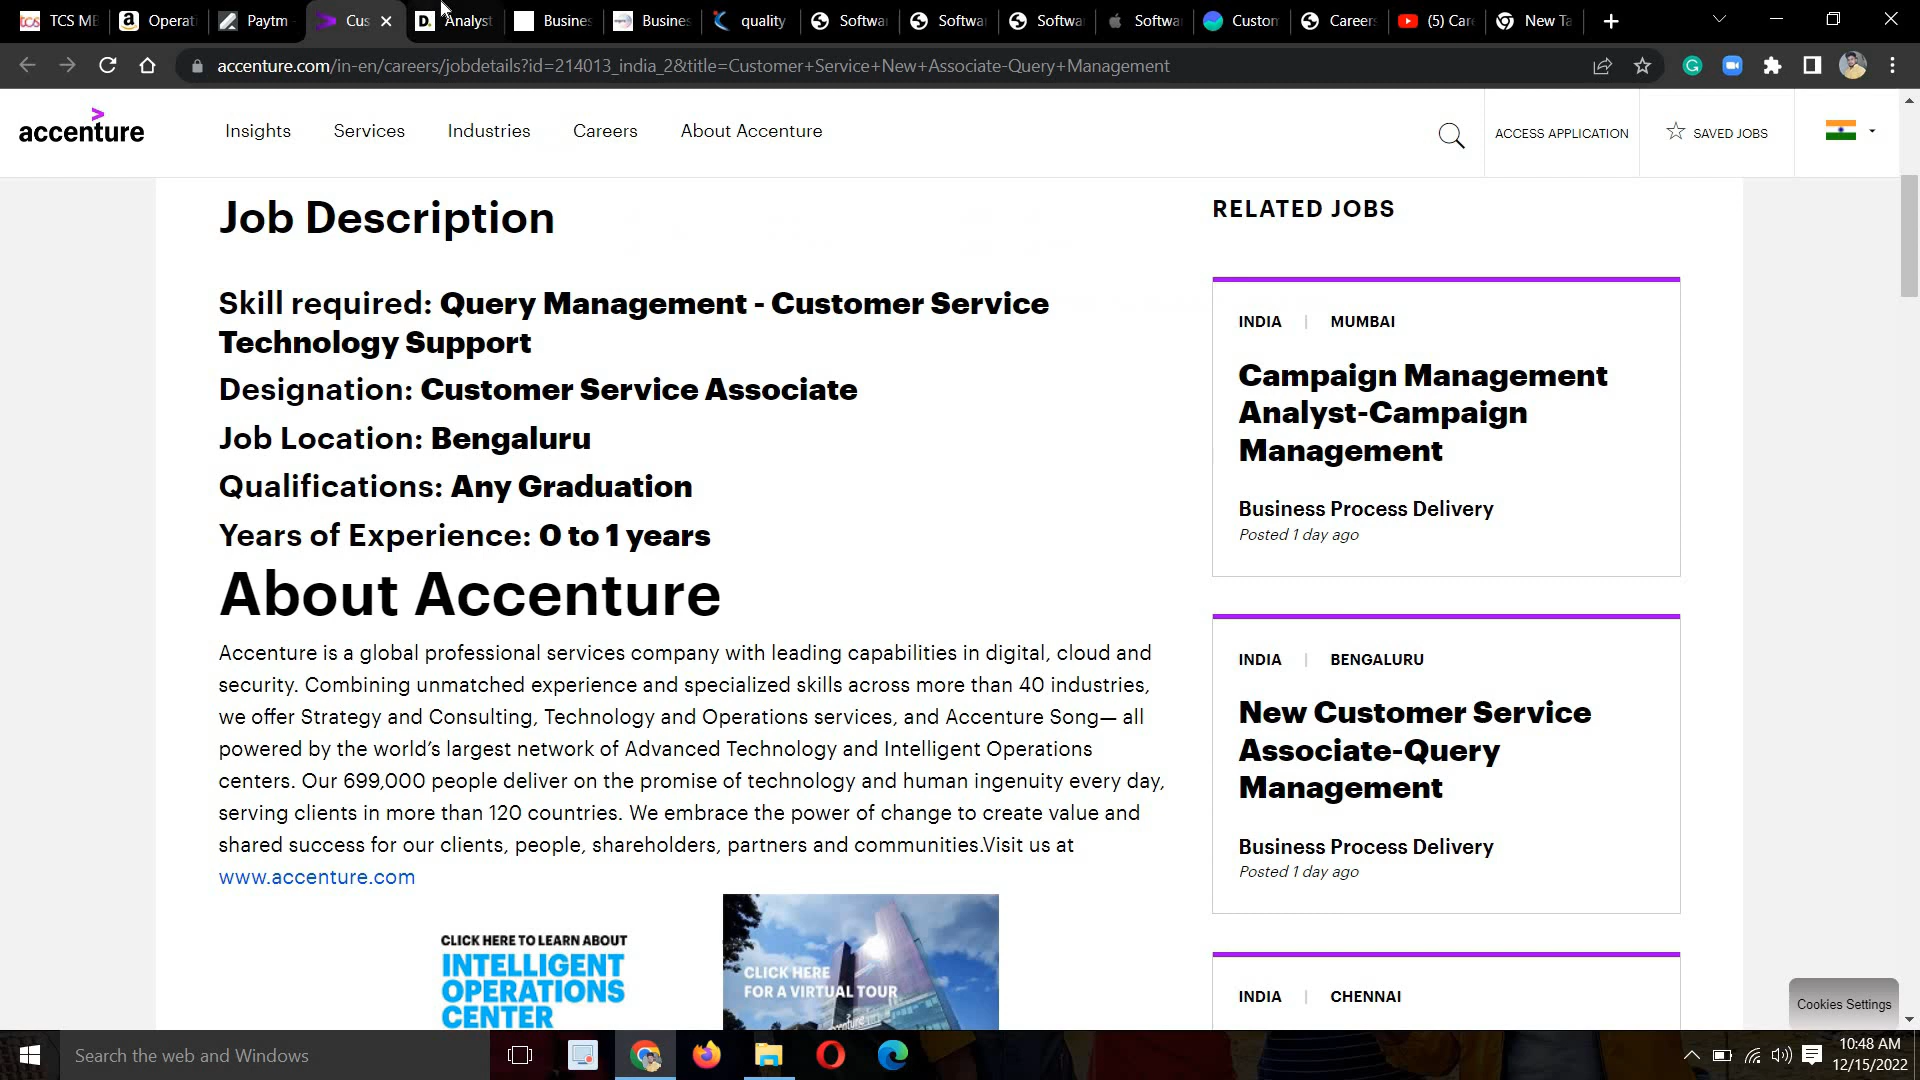 TCS ME
Operati
Paytm
Cus
Analyst
Busines
Busines
quality
Softwa
Softwa
Softwa
Softwa
Custom
Careers
(5) Car
New Ta
accenture.com/in-en/careers/jobdetails?id=214013_india_2&title=Customer+Service+New+Associate-Query+Management
accenture
Insights
Services
Industries
Careers
About Accenture
ACCESS APPLICATION
SAVED JOBS
Job Description
Skill required: Query Management - Customer Service
Technology Support
Designation: Customer Service Associate
Job Location: Bengaluru
Qualifications: Any Graduation
Years of Experience: 0 to 1 years
About Accenture
Accenture is a global professional services company with leading capabilities in digital, cloud and
security. Combining unmatched experience and specialized skills across more than 40 industries,
we offer Strategy and Consulting, Technology and Operations services, and Accenture Song— all
powered by the world’s largest network of Advanced Technology and Intelligent Operations
centers. Our 699,000 people deliver on the promise of technology and human ingenuity every day,
serving clients in more than 120 countries. We embrace the power of change to create value and
shared success for our clients, people, shareholders, partners and communities.Visit us at
www.accenture.com
CLICK HERE TO LEARN ABOUT
INTELLIGENT
OPERATIONS
CENTER
CLICK HERE
FOR A VIRTUAL TOUR
accenture
RELATED JOBS
INDIA | MUMBAI
Campaign Management
Analyst-Campaign
Management
Business Process Delivery
Posted 1 day ago
INDIA | BENGALURU
New Customer Service
Associate-Query
Management
Business Process Delivery
Posted 1 day ago
INDIA | CHENNAI
Cookies Settings
Search the web and Windows
10:48 AM
12/15/2022